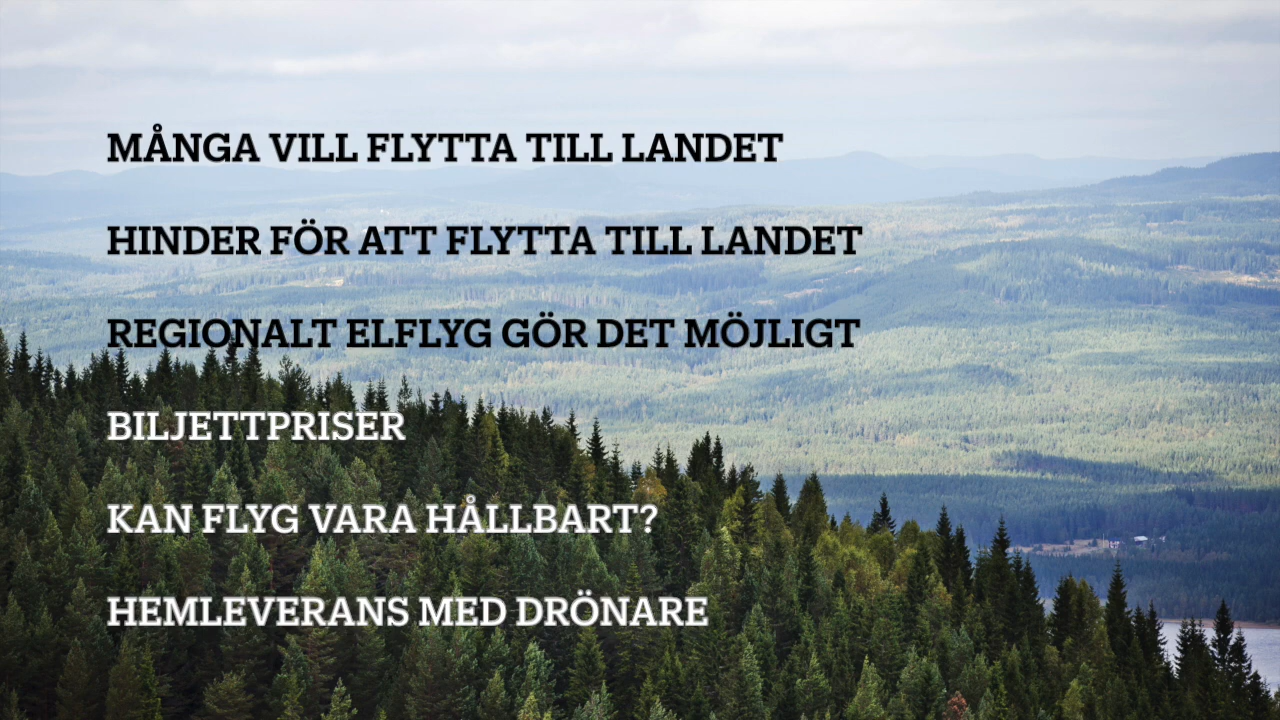 MÅNGA VILL FLYTTA TILL LANDET
HINDER FÖR ATT FLYTTA TILL LANDET
REGIONALT ELFLYG GÖR DET MÖJLIGT
BILJETTPRISER
KAN FLYG VARA HÅLLBART?
HEMLEVERANS MED DRÖNARE